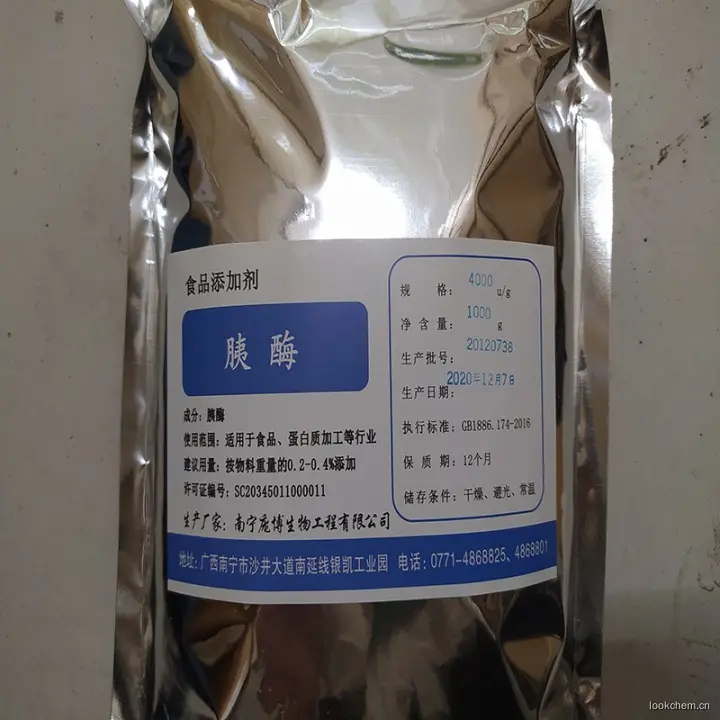 食品添加剂
胰酶
成分：胰酶
使用范围：适用于食品、蛋白质加工等行业
建议用量：按物料重量的0.2-0.4%添加
许可证编号：SC20345011000011
生产厂家：南宁庞博生物工程有限公司
规 格：4000 u/g
净含量：1000 g
生产批号：20120738
生产日期：2020年12月7日
执行标准：GB1886.174-2016
保 质 期：12个月
储存条件：干燥、避光、常温
地址：广西南宁市沙井大道南延线银凯工业园 电话：0771-4868825、4868801
lookchem.cn